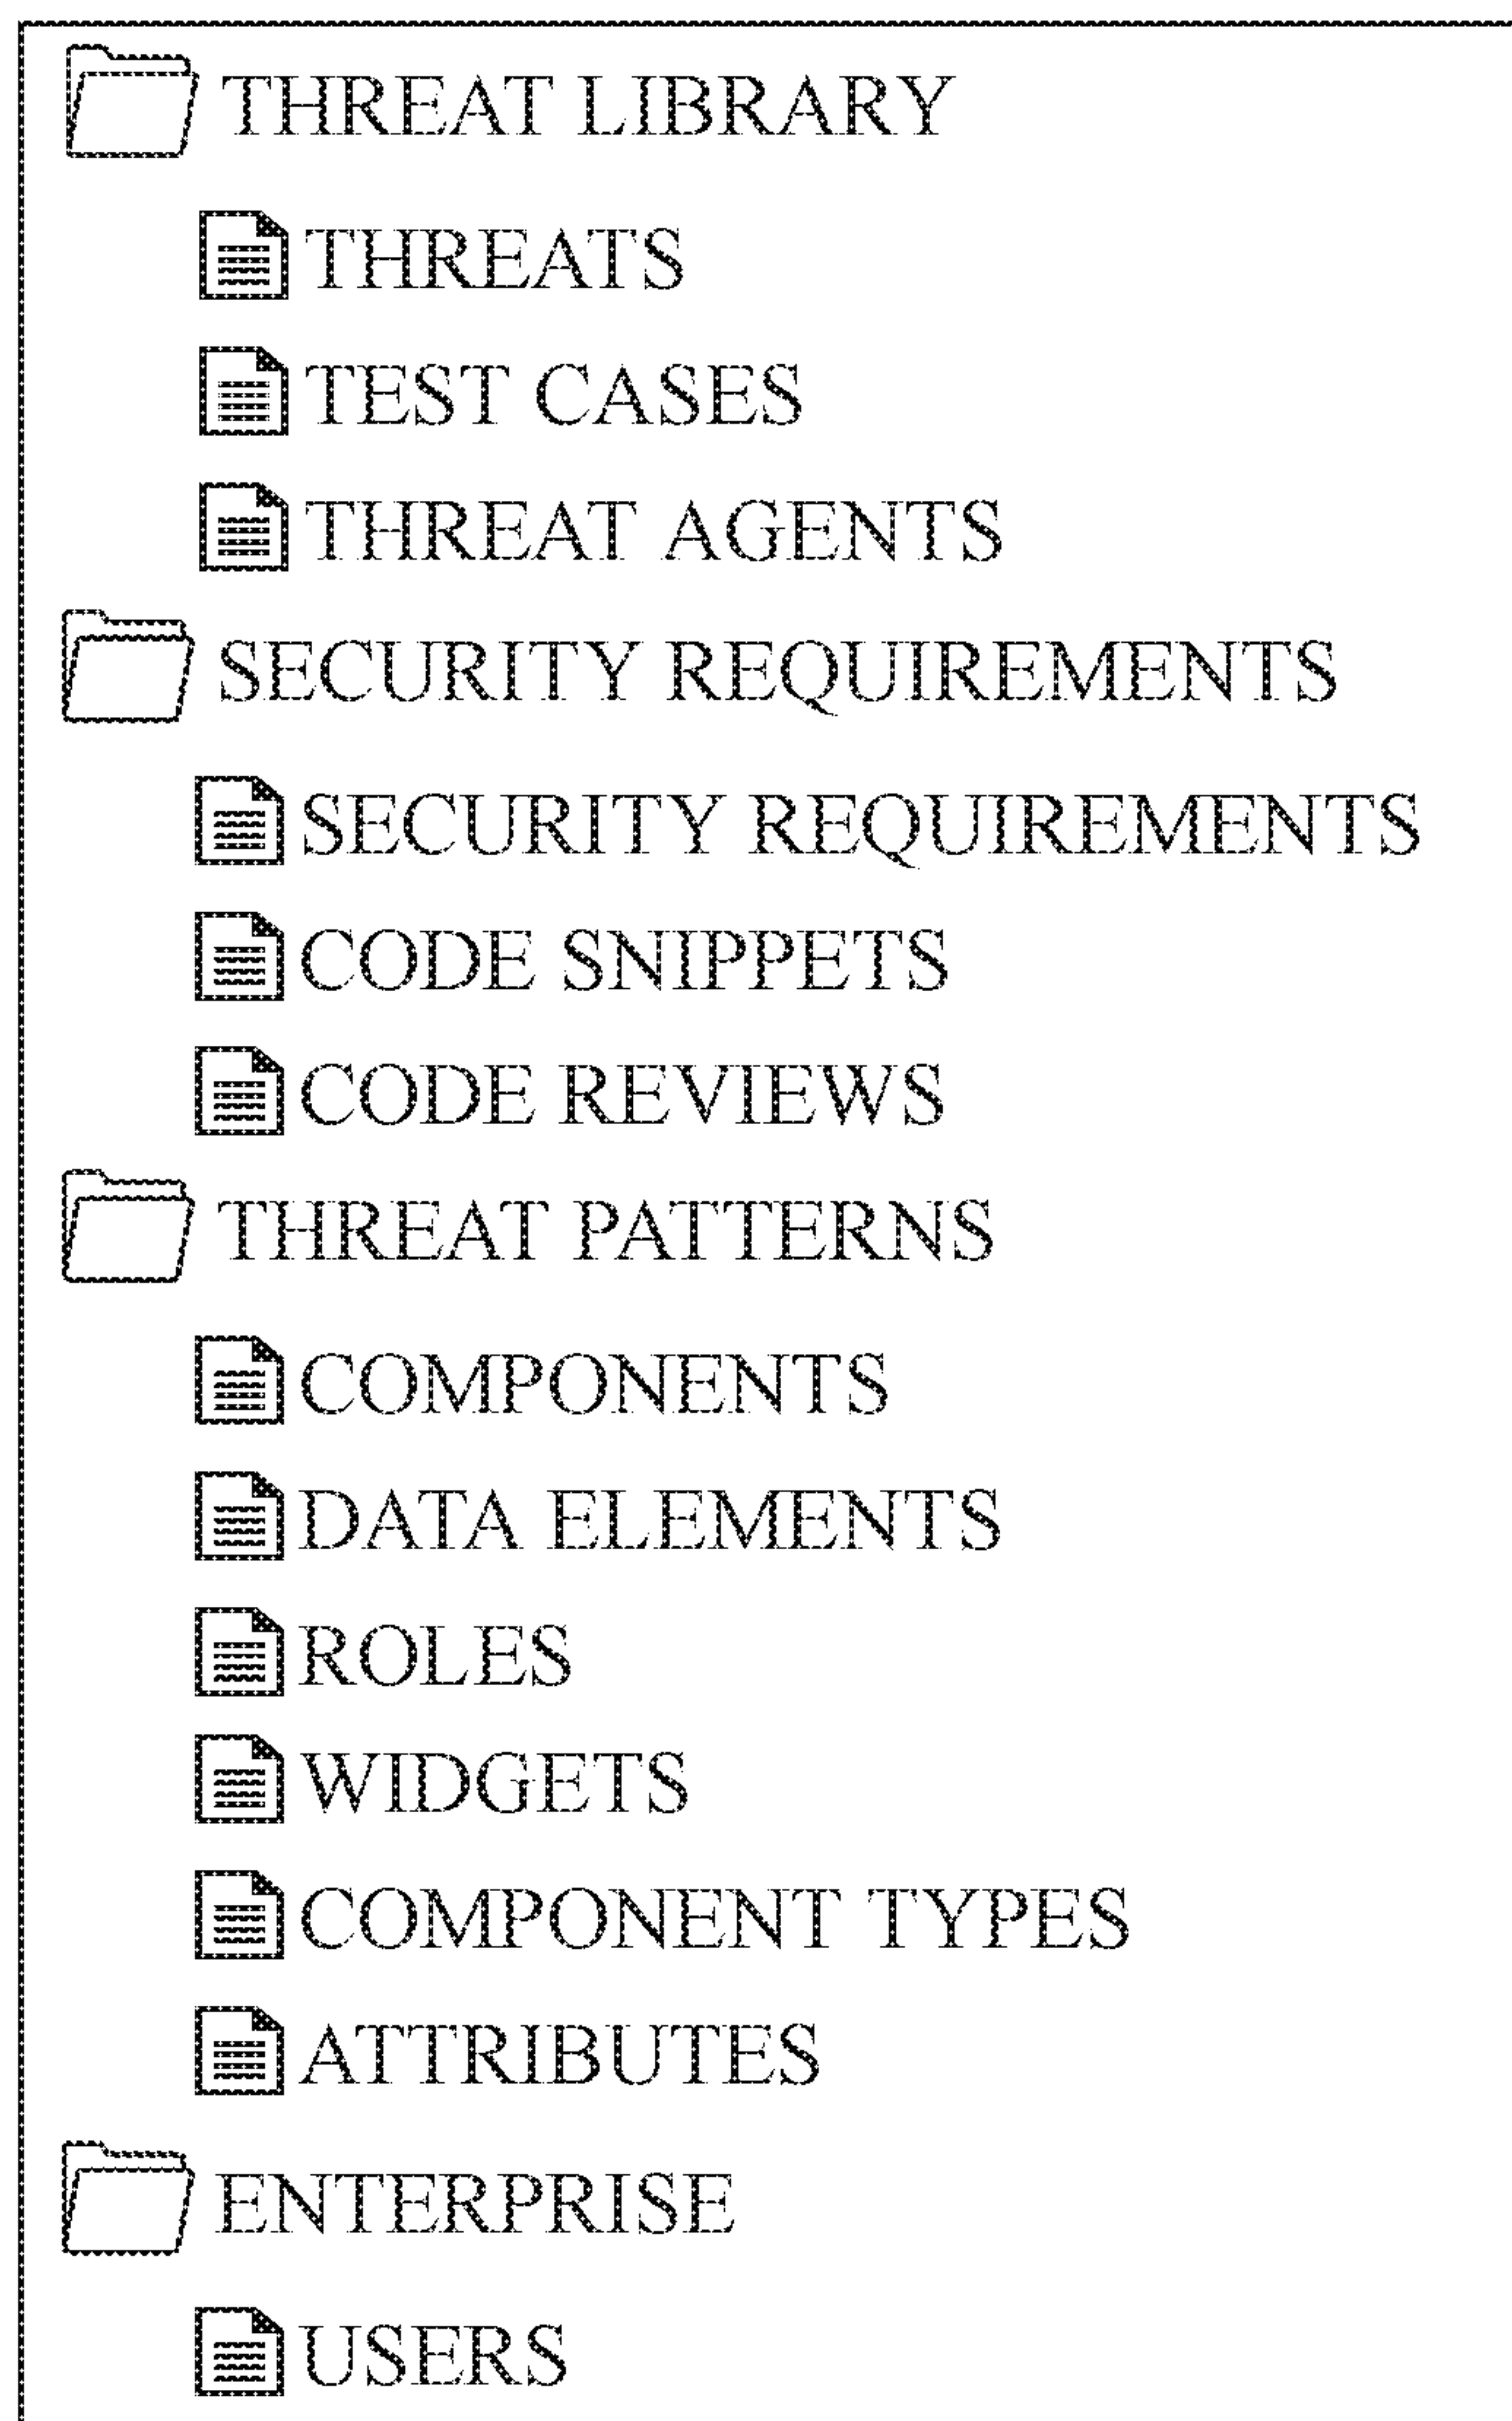 THREAT LIBRARY
THREATS
TEST CASES
THREAT AGENTS
SECURITY REQUIREMENTS
SECURITY REQUIREMENTS
CODE SNIPPETS
CODE REVIEWS
THREAT PATTERNS
COMPONENTS
DATA ELEMENTS
ROLES
WIDGETS
COMPONENT TYPES
ATTRIBUTES
ENTERPRISE
USERS